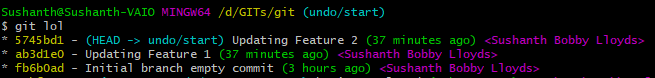 Sushanth@Sushanth-VAIO MINGW64 /d/GITs/git (undo/start)
$ git lol
* 5745bd1 - (HEAD -> undo/start) Updating Feature 2 (37 minutes ago) <Sushanth Bobby Lloyds>
* ab3d1e0 - Updating Feature 1 (37 minutes ago) <Sushanth Bobby Lloyds>
* fb6b0ad - Initial branch empty commit (3 hours ago) <Sushanth Bobby Lloyds>